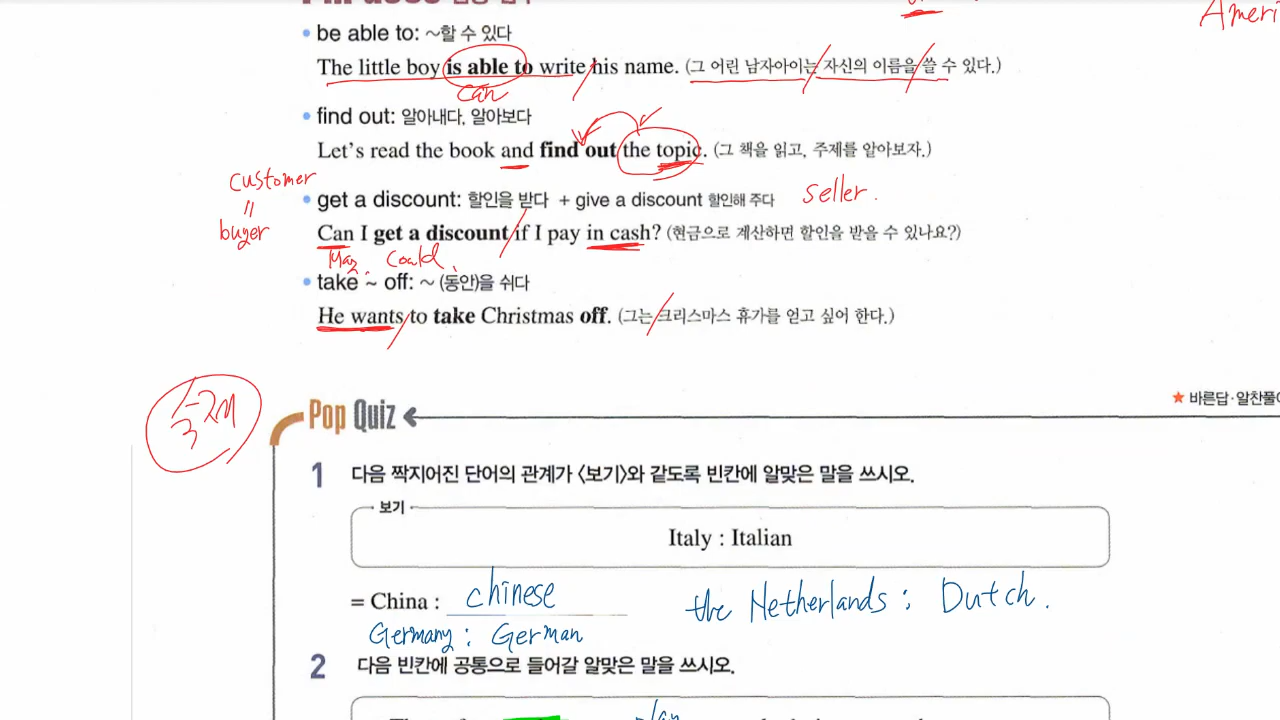 Ameri
• be able to: ~할 수 있다
The little boy is able to write his name. (그 어린 남자아이는 자신의 이름을 쓸 수 있다.)
can
• find out: 알아내다, 알아보다
Let's read the book and find out the topic. (그 책을 읽고, 주제를 알아보자.)
customer
=
buyer
• get a discount: 할인을 받다 + give a discount 할인해 주다
seller.
Can I get a discount if I pay in cash? (현금으로 계산하면 할인을 받을 수 있나요?)
May. Could.
• take ~ off: ~ (동안)을 쉬다
He wants to take Christmas off. (그는 크리스마스 휴가를 얻고 싶어 한다.)
숙제
Pop Quiz
★ 바른답·알찬풀이
1 다음 짝지어진 단어의 관계가 〈보기〉와 같도록 빈칸에 알맞은 말을 쓰시오.
보기
Italy : Italian
= China : chinese
the Netherlands : Dutch.
Germany : German
2 다음 빈칸에 공통으로 들어갈 알맞은 말을 쓰시오.